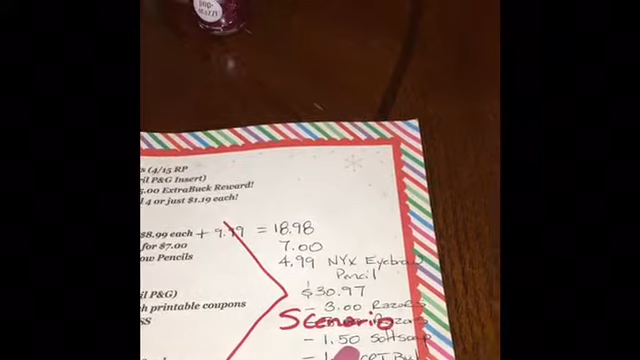 s (4/15 RP
il P&G Insert)
5.00 ExtraBuck Reward!
l 4 or just $1.19 each!
$8.99 each + 9.99 = 18.98
for $7.00 7.00
ow Pencils 4.99 NYX Eyebrow
Pencil
il P&G) $30.97
h printable coupons - 3.00 Razors
SS Scenario
- 1.50 Softsoap